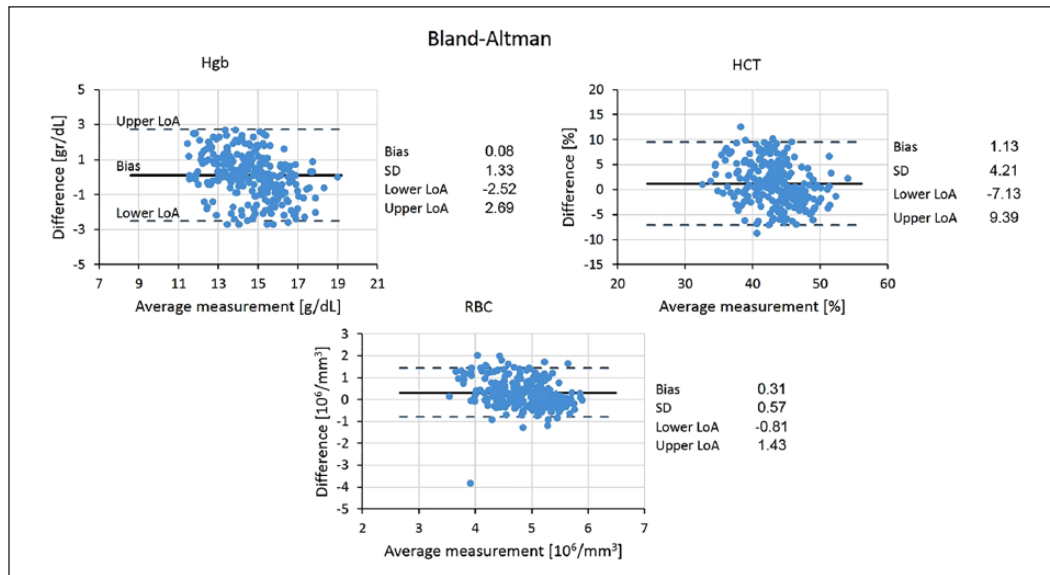 Bland-Altman
Hgb
Difference [gr/dL]
5
3
1
-1
-3
-5
Upper LoA
Bias
Lower LoA
7 9 11 13 15 17 19 21
Average measurement [g/dL]
Bias 0.08
SD 1.33
Lower LoA -2.52
Upper LoA 2.69
HCT
Difference [%]
20
15
10
5
0
-5
-10
-15
20 30 40 50 60
Average measurement [%]
Bias 1.13
SD 4.21
Lower LoA -7.13
Upper LoA 9.39
RBC
Difference [10⁶/mm³]
3
2
1
0
-1
-2
-3
-4
-5
2 3 4 5 6 7
Average measurement [10⁶/mm³]
Bias 0.31
SD 0.57
Lower LoA -0.81
Upper LoA 1.43